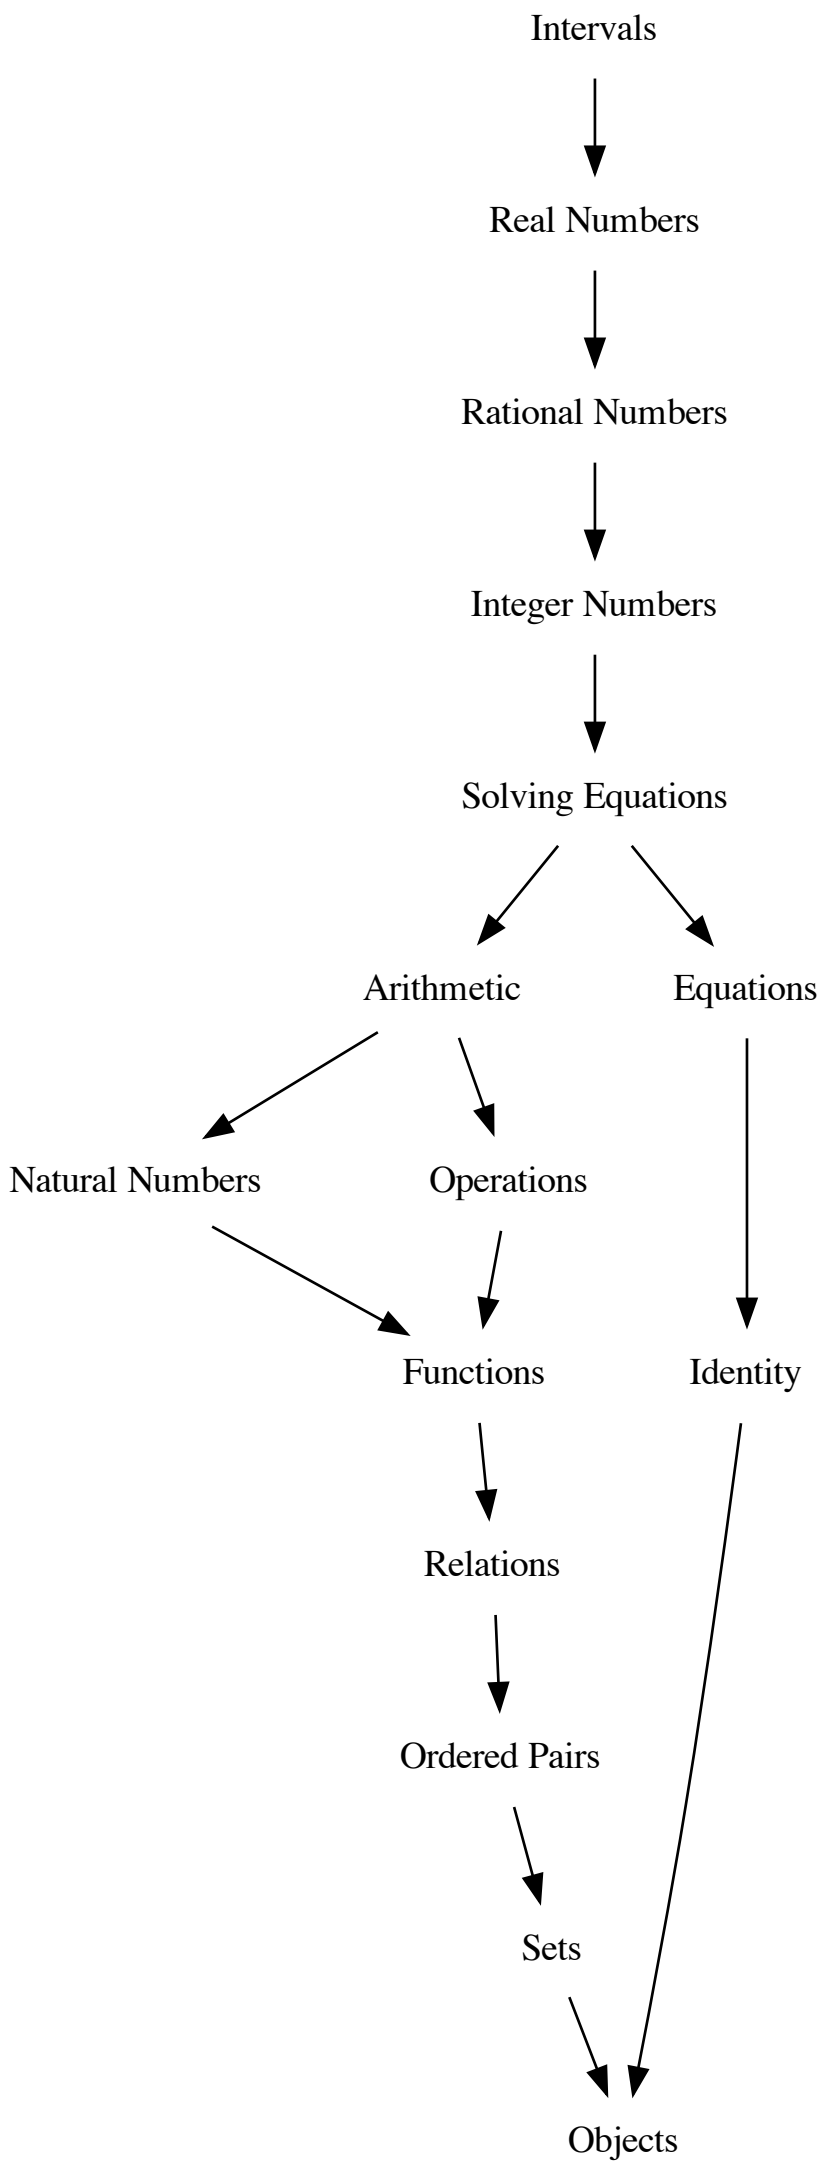 Intervals
Real Numbers
Rational Numbers
Integer Numbers
Solving Equations
Arithmetic
Equations
Natural Numbers
Operations
Functions
Identity
Relations
Ordered Pairs
Sets
Objects